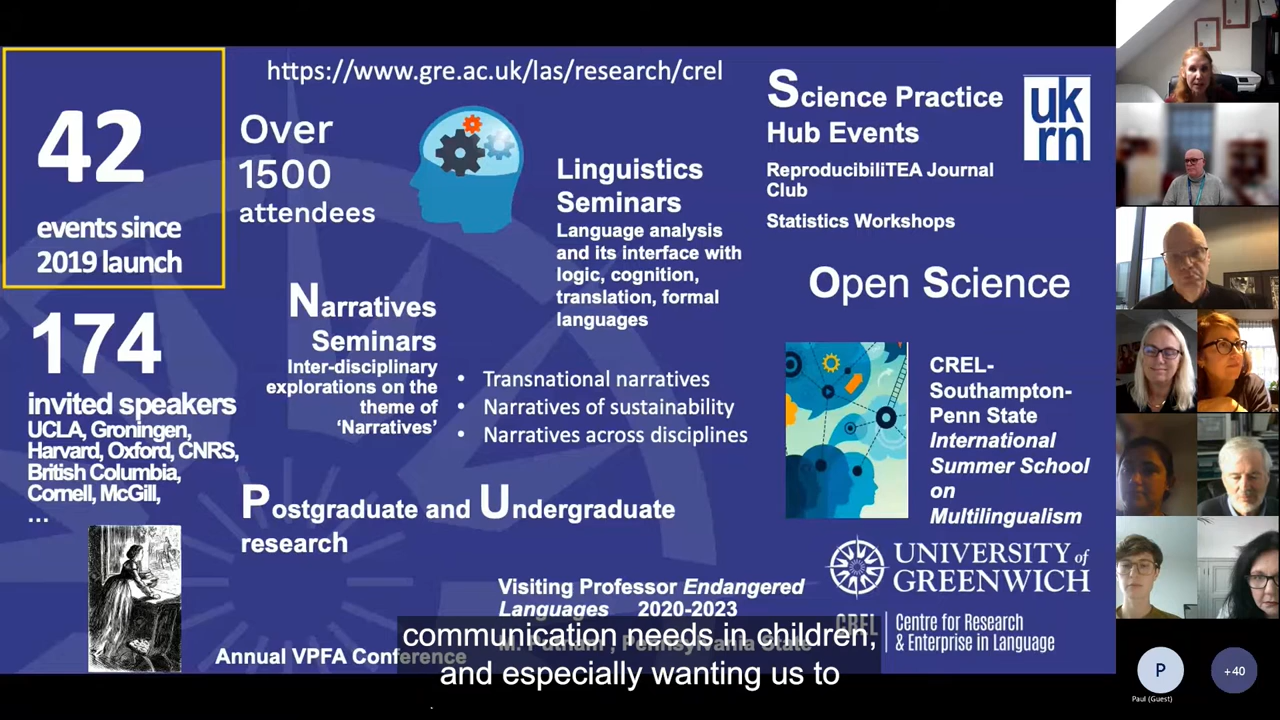 https://www.gre.ac.uk/las/research/crel
42
events since
2019 launch
Over
1500
attendees
174
invited speakers
UCLA, Groningen,
Harvard, Oxford, CNRS,
British Columbia,
Cornell, McGill,
...
Narratives
Seminars
Inter-disciplinary
explorations on the
theme of
‘Narratives’
Linguistics
Seminars
Language analysis
and its interface with
logic, cognition,
translation, formal
languages
• Transnational narratives
• Narratives of sustainability
• Narratives across disciplines
Science Practice
Hub Events
ReproducibiliTEA Journal
Club
Statistics Workshops
uk
rn
Open Science
CREL-
Southampton-
Penn State
International
Summer School
on
Multilingualism
Postgraduate and Undergraduate
research
Visiting Professor Endangered
Languages 2020-2023
M. Putnam, Pennsylvania State
Annual VPFA Conference
UNIVERSITY of
GREENWICH
CREL Centre for Research
& Enterprise in Language
communication needs in children,
and especially wanting us to
P
Paul (Guest)
+40